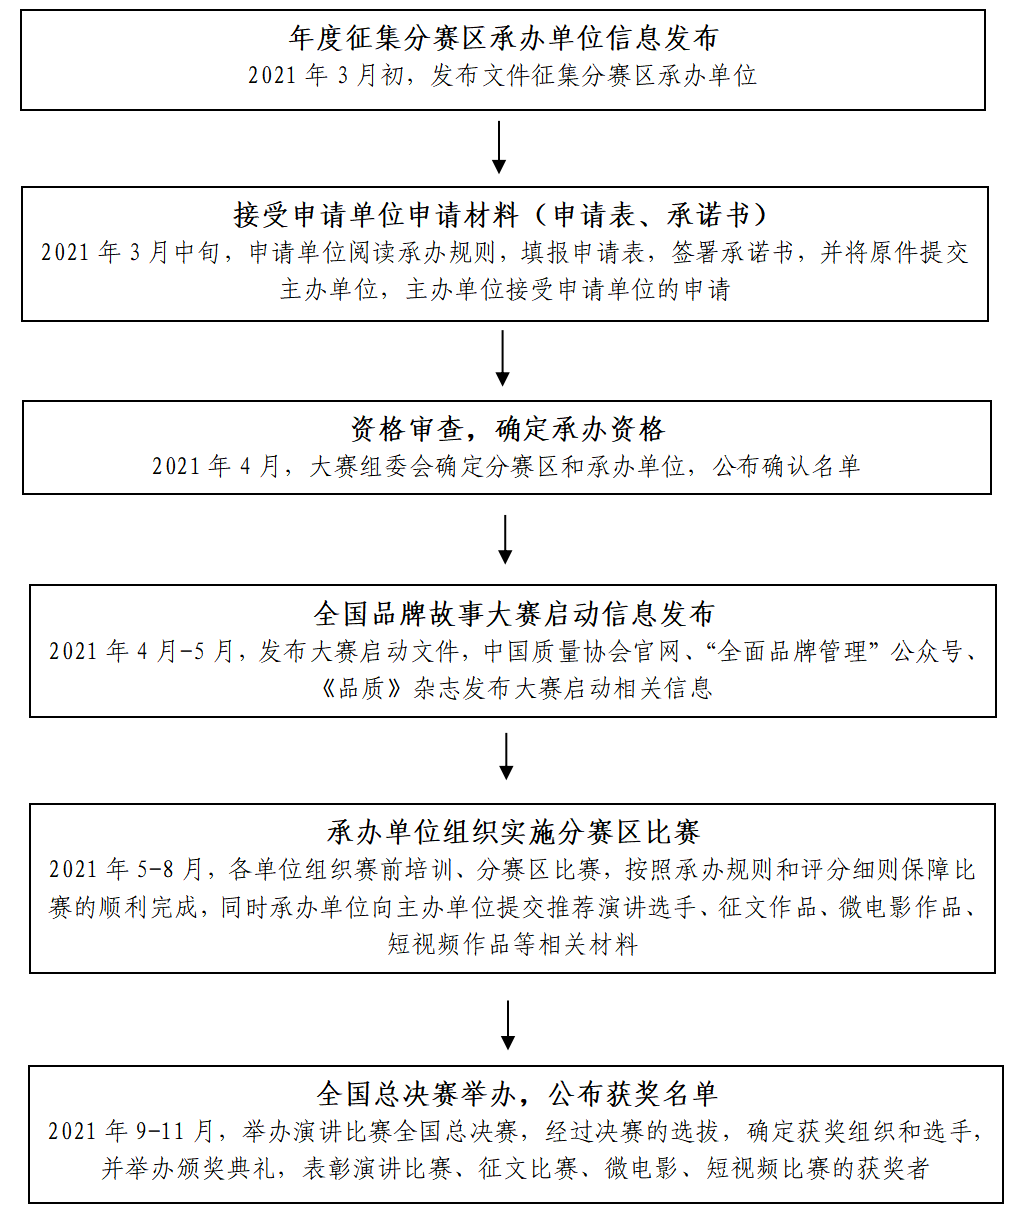 年度征集分赛区承办单位信息发布
2021 年 3 月初，发布文件征集分赛区承办单位
接受申请单位申请材料（申请表、承诺书）
2021 年 3 月中旬，申请单位阅读承办规则，填报申请表，签署承诺书，并将原件提交
主办单位，主办单位接受申请单位的申请
资格审查，确定承办资格
2021 年 4 月，大赛组委会确定分赛区和承办单位，公布确认名单
全国品牌故事大赛启动信息发布
2021 年 4 月-5 月，发布大赛启动文件，中国质量协会官网、“全面品牌管理”公众号、
《品质》杂志发布大赛启动相关信息
承办单位组织实施分赛区比赛
2021 年 5-8 月，各单位组织赛前培训、分赛区比赛，按照承办规则和评分细则保障比
赛的顺利完成，同时承办单位向主办单位提交推荐演讲选手、征文作品、微电影作品、
短视频作品等相关材料
全国总决赛举办，公布获奖名单
2021 年 9-11 月，举办演讲比赛全国总决赛，经过决赛的选拔，确定获奖组织和选手，
并举办颁奖典礼，表彰演讲比赛、征文比赛、微电影、短视频比赛的获奖者